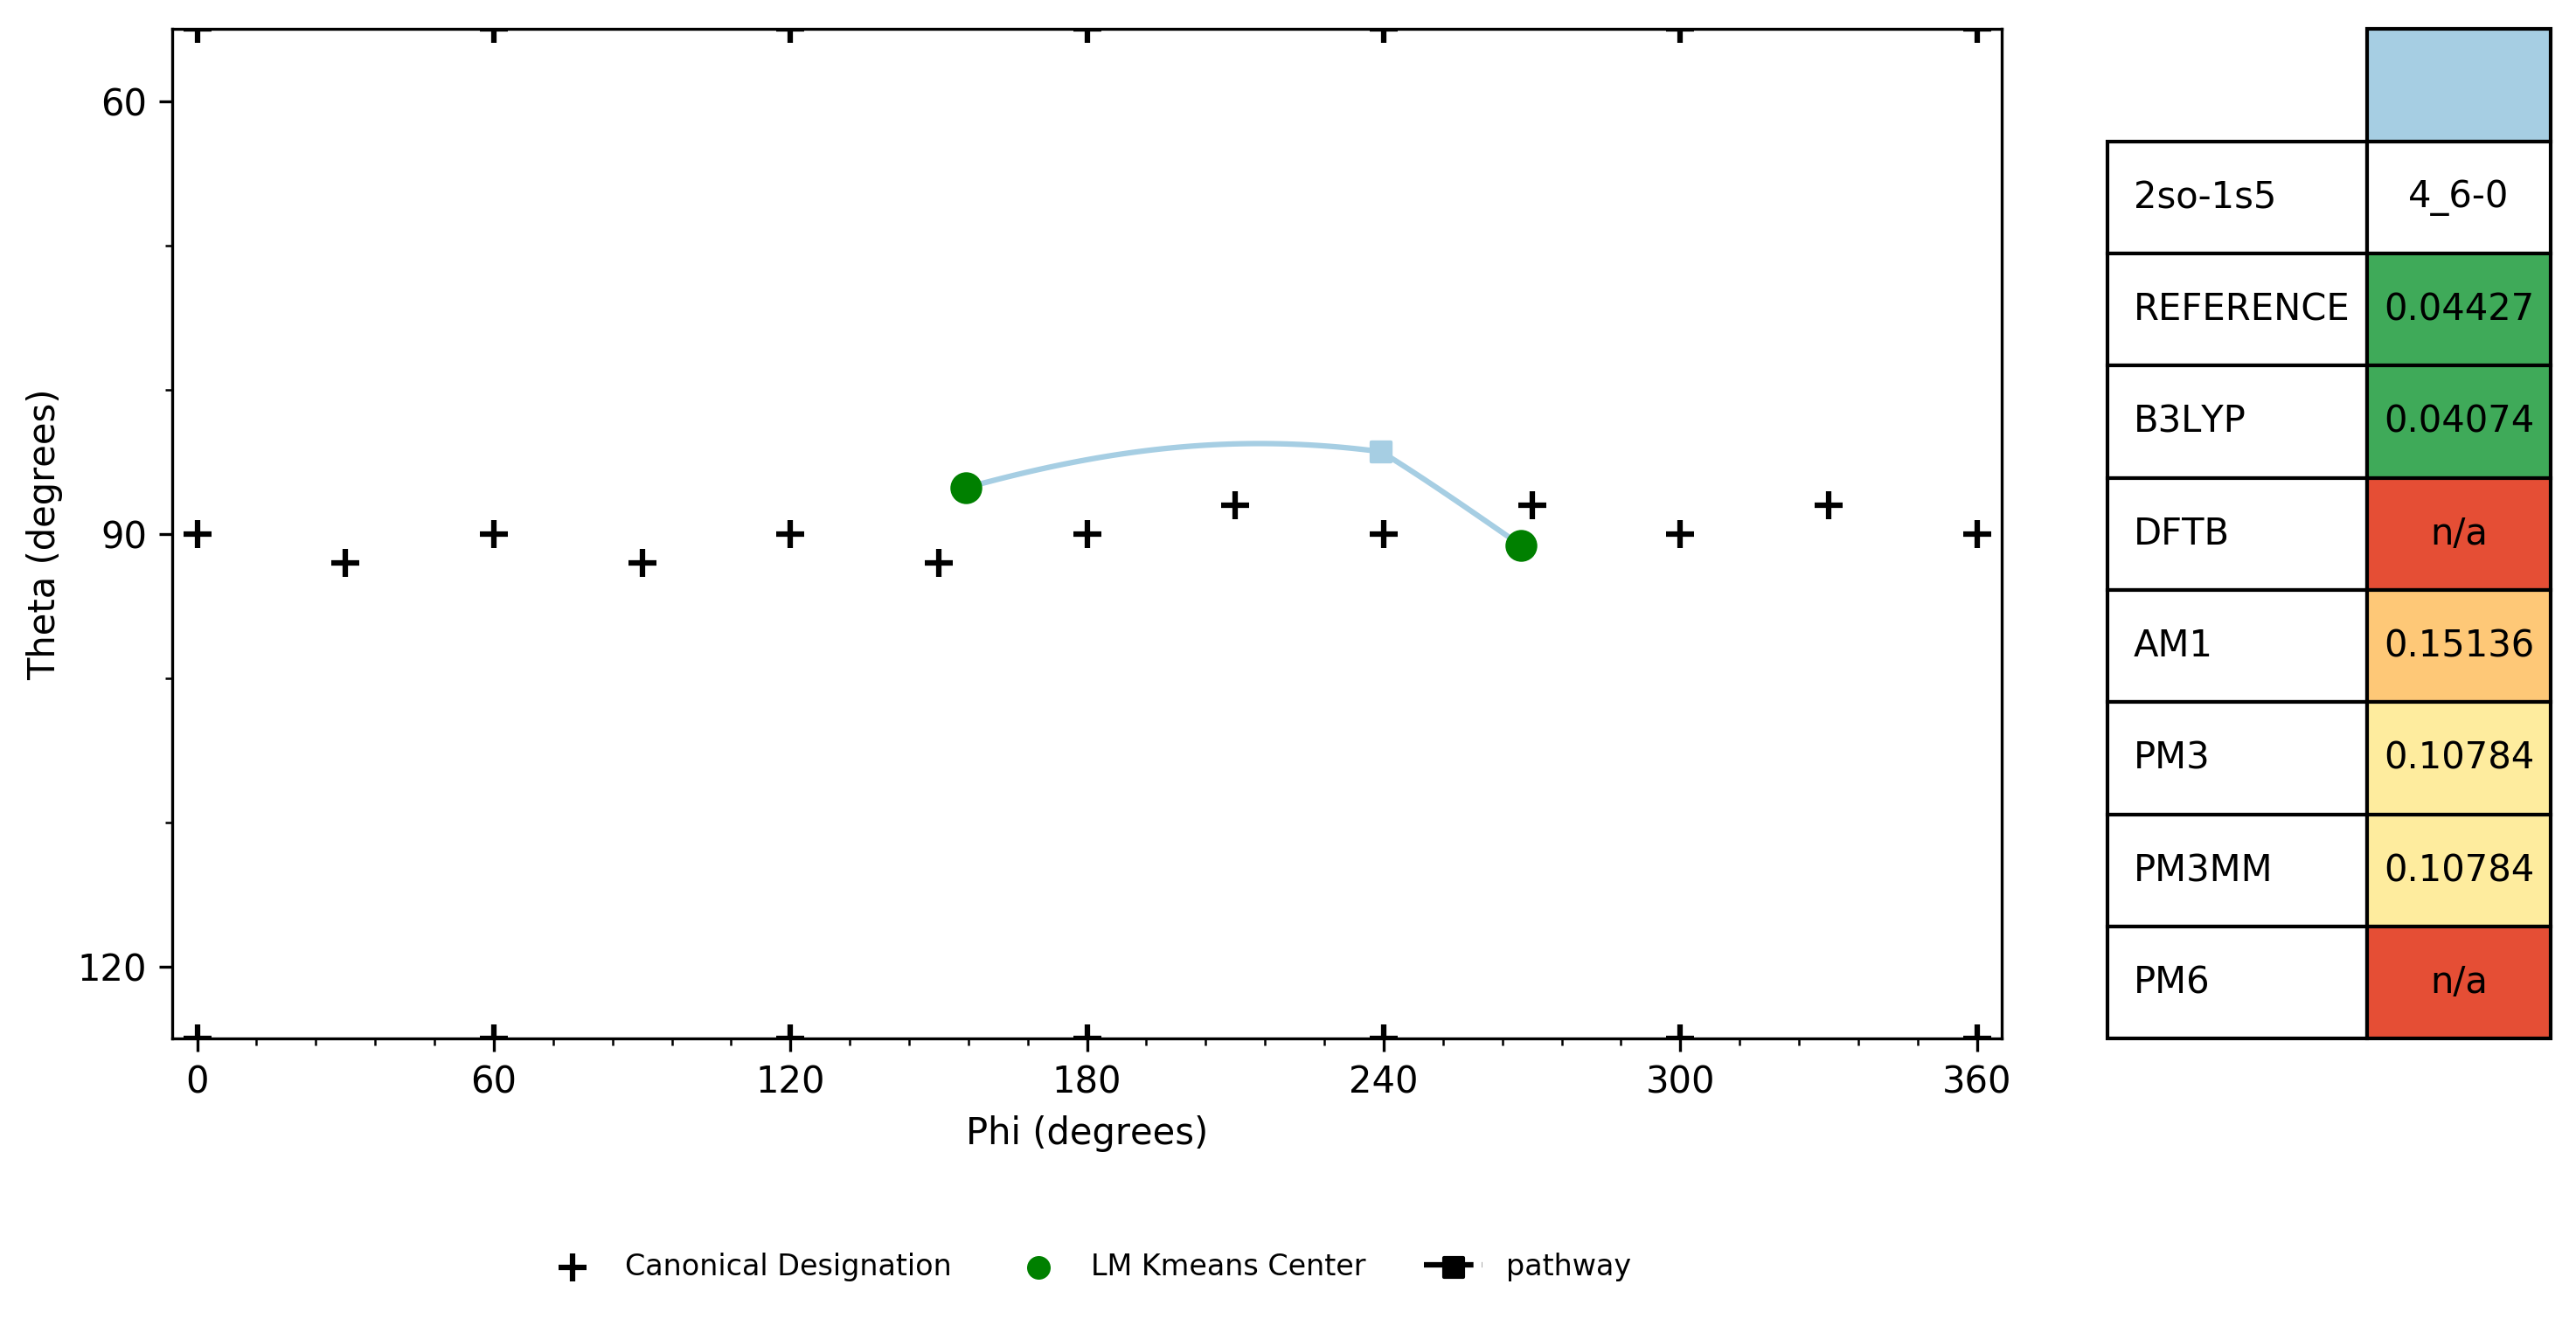 60
90
120
Theta (degrees)
0 60 120 180 240 300 360
Phi (degrees)
Canonical Designation LM Kmeans Center pathway
2so-1s5 4_6-0
REFERENCE 0.04427
B3LYP 0.04074
DFTB n/a
AM1 0.15136
PM3 0.10784
PM3MM 0.10784
PM6 n/a